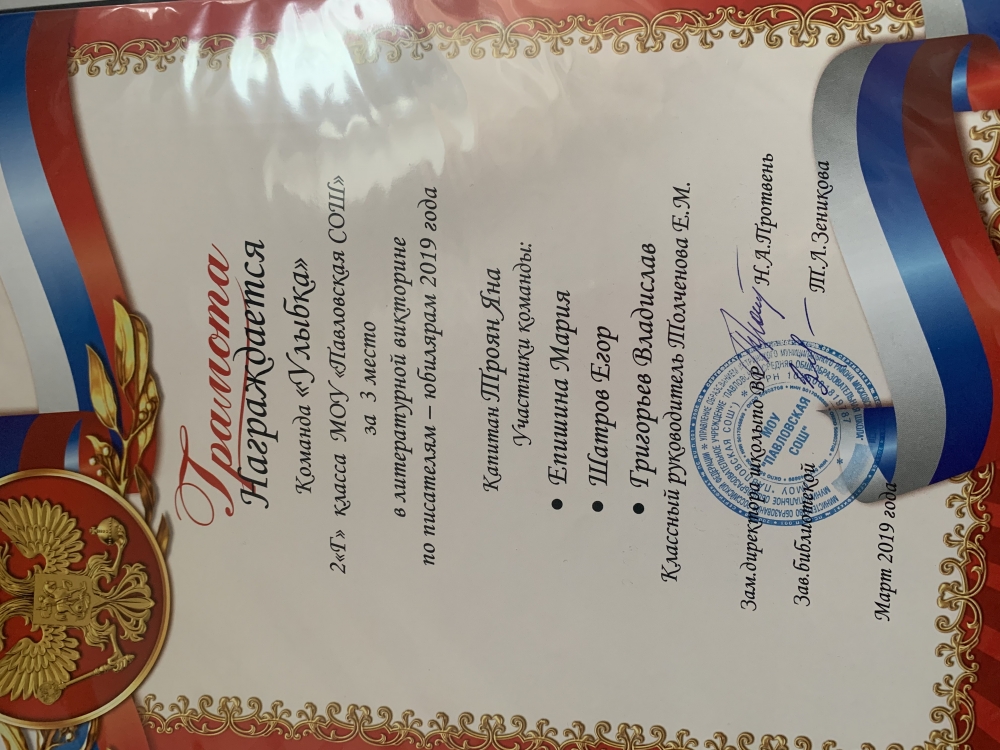 Грамота
Награждается
Команда «Улыбка»
2«Г» класса МОУ «Павловская СОШ»
за 3 место
в литературной викторине
по писателям – юбилярам 2019 года
Капитан Троян Яна
Участники команды:
• Епишина Мария
• Шатров Егор
• Григорьев Владислав
Классный руководитель Толченова Е.М.
Зам.директора школы по ВР Н.А.Протвень
Зав.библиотекой Т.Л.Зеникова
МОУ
"ПАВЛОВСКАЯ
СОШ"
Март 2019 года